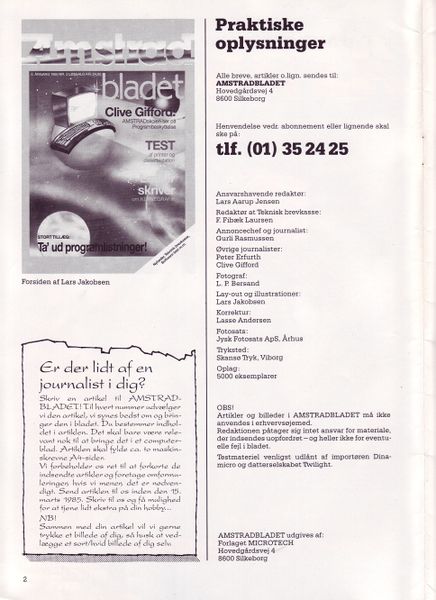 Amstrad
bladet
Clive Gifford:
TEST
skriver
STORT TILLÆG:
Ta' ud programlistninger!
Forsiden af Lars Jakobsen
Er der lidt af en
journalist i dig?
Skriv en artikel til AMSTRAD-
BLADET! Til hvert nummer udvælger
vi den artikel, vi synes bedst om og brin-
ger den i bladet. Du bestemmer indhol-
det i artiklen. Det skal bare være rele-
vant nok til at bringe det i et computer-
blad. Artiklen skal fylde ca. to maskin-
skrevne A4-sider.
Vi forbeholder os ret til at forkorte de
indsendte artikler og foretage omformu-
leringer, hvis vi mener, det er nødven-
digt. Send artiklen til os inden den 15.
marts 1985. Skriv til os og få mulighed
for at tjene lidt ekstra på din hobby...
NB!
Sammen med din artikel vil vi gerne
trykke et billede af dig, så husk at ved-
lægge et sort/hvid billede af dig selv.
2
Praktiske
oplysninger
Alle breve, artikler o.lign. sendes til:
AMSTRADBLADET
Hovedgårdsvej 4
8600 Silkeborg
Henvendelse vedr. abonnement eller lignende skal
ske på:
tlf. (01) 35 24 25
Ansvarshavende redaktør:
Lars Aarup Jensen
Redaktør at Teknisk brevkasse:
F. Fibæk Laursen
Annoncechef og journalist:
Gurli Rasmussen
Øvrige journalister:
Peter Erfurth
Clive Gifford
Fotograf:
L. P. Bersand
Lay-out og illustrationer:
Lars Jakobsen
Korrektur:
Lasse Andersen
Fotosats:
Jysk Fotosats ApS, Århus
Tryksted:
Skansø Tryk, Viborg
Oplag:
5000 eksemplarer
OBS!
Artikler og billeder i AMSTRADBLADET må ikke
anvendes i erhvervsøjemed.
Redaktionen påtager sig intet ansvar for materiale,
der indsendes uopfordret – og heller ikke for eventu-
elle fejl i bladet.
Testmateriel venligst udlånt af importøren Dina-
micro og datterselskabet Twilight.
AMSTRADBLADET udgives af:
Forlaget MICROTECH
Hovedgårdsvej 4
8600 Silkeborg